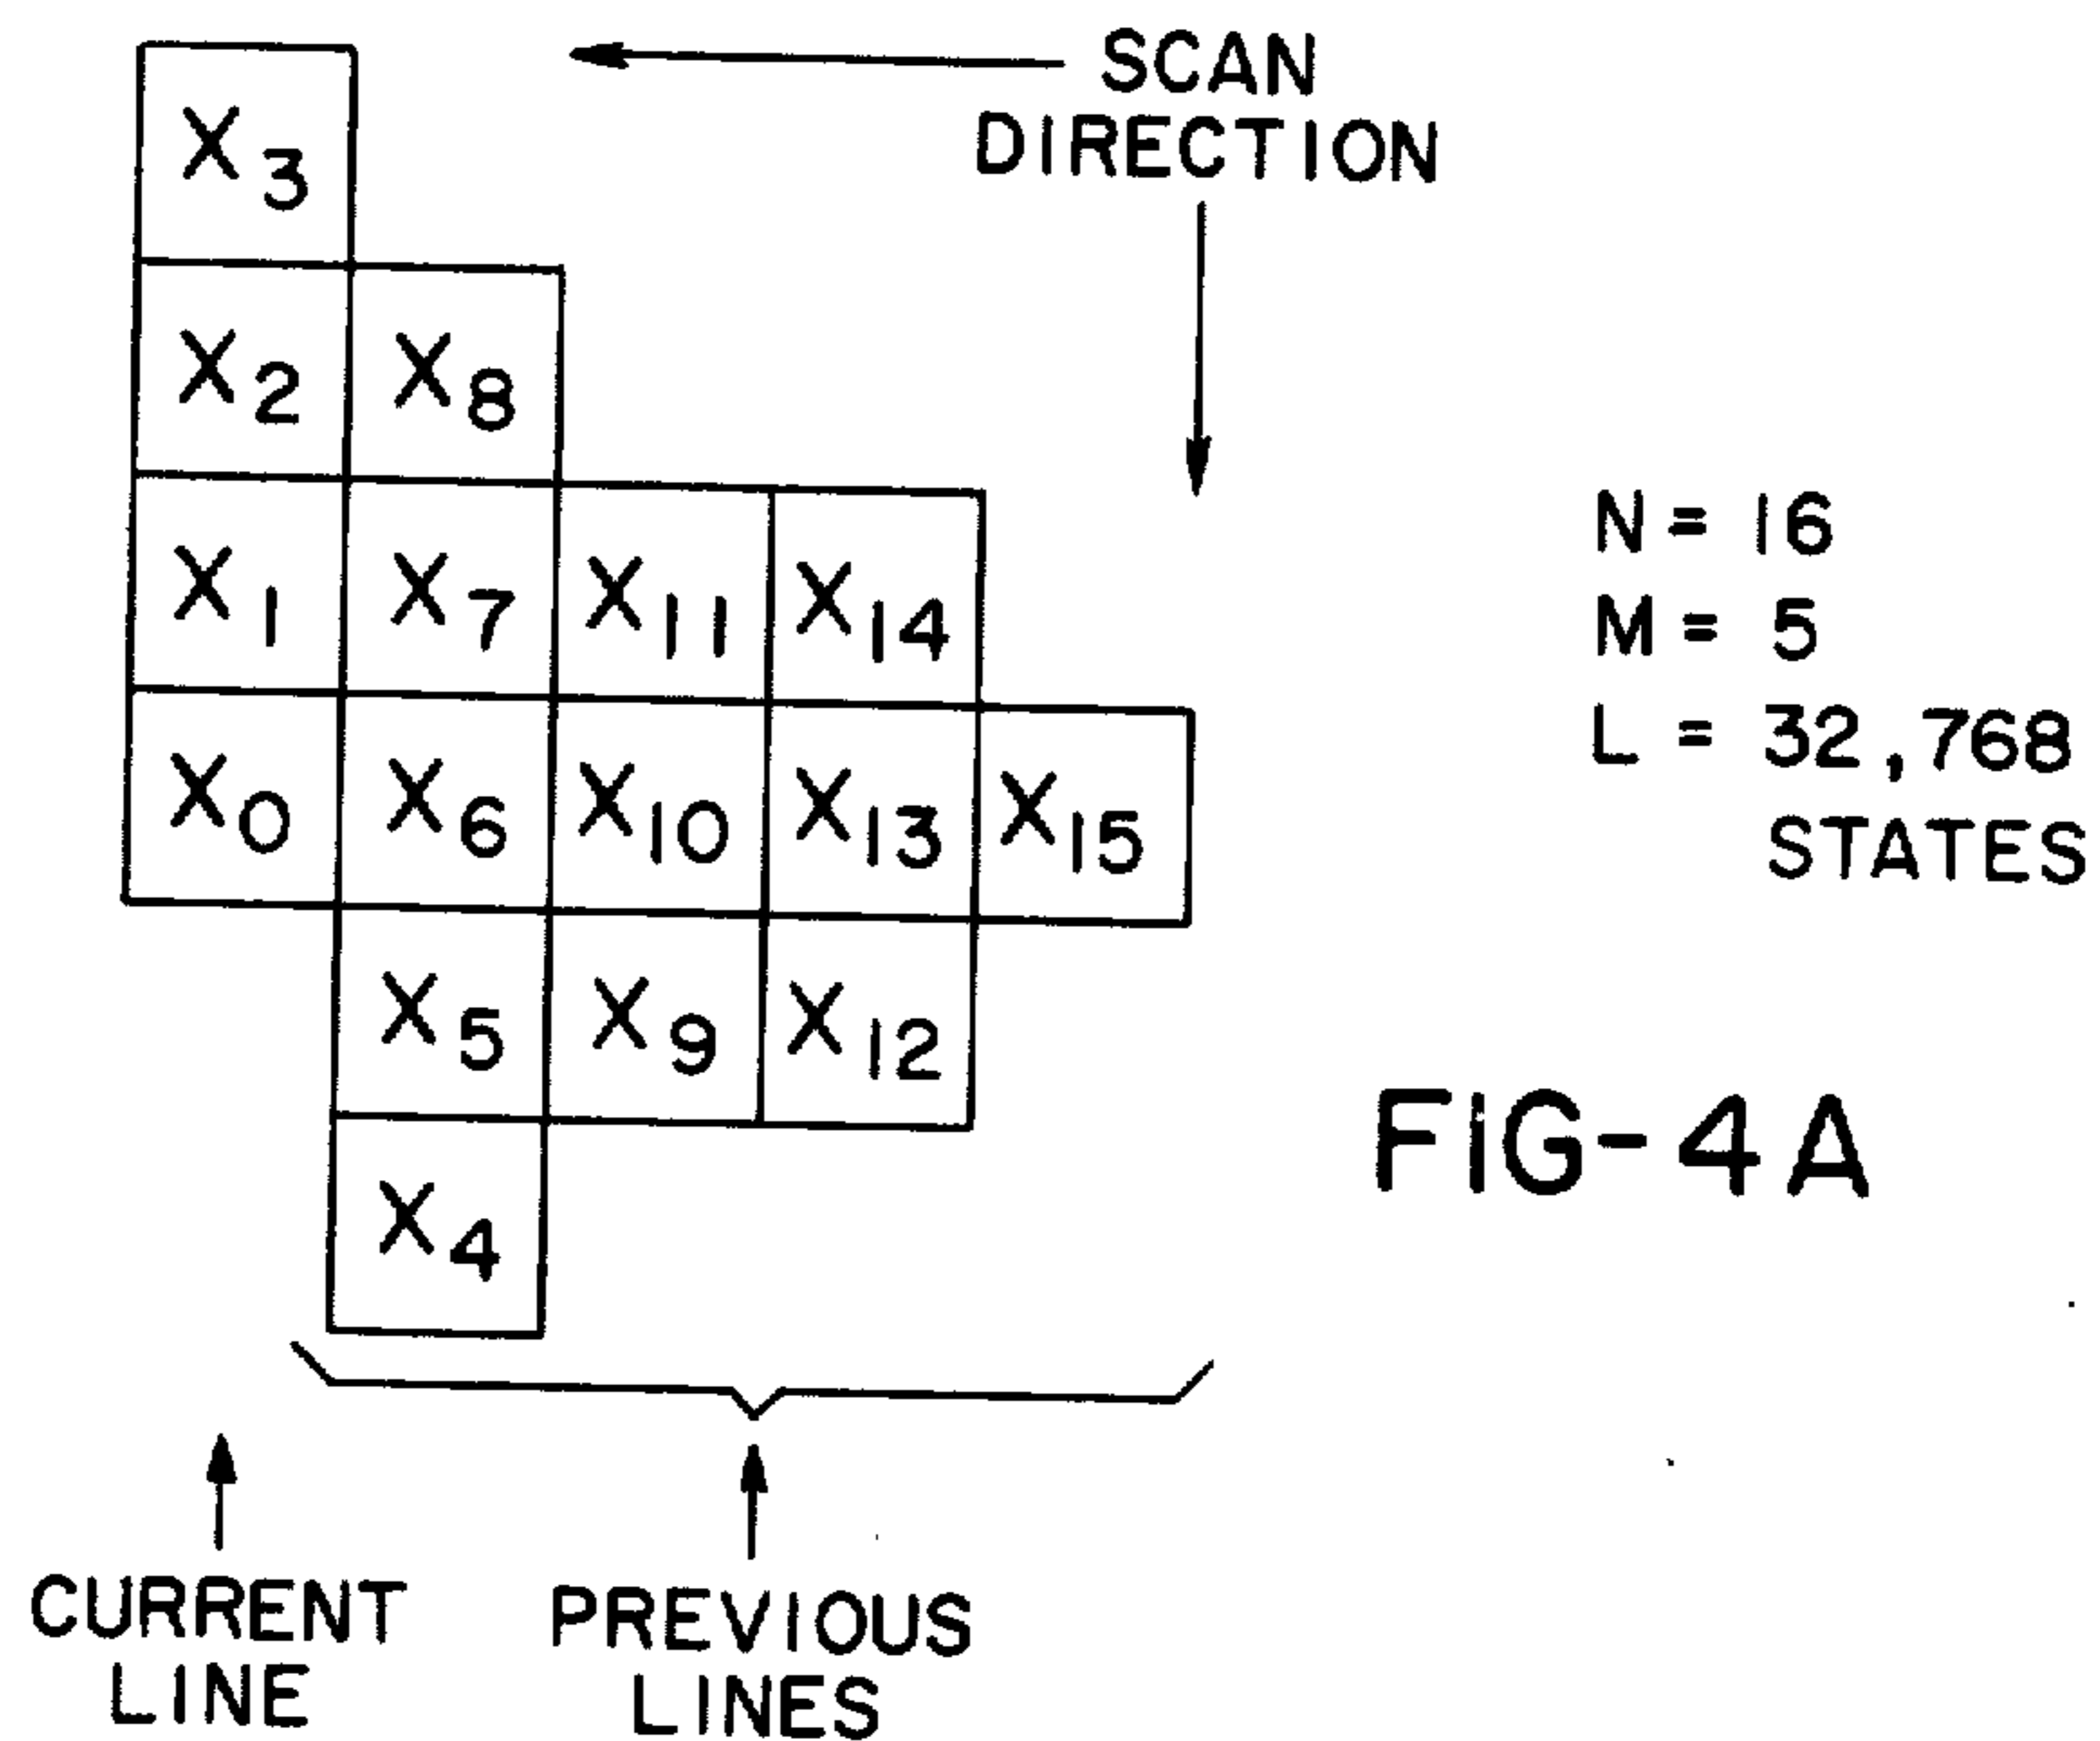 SCAN
DIRECTION
X3
X2 X8
X1 X7 X11 X14
X0 X6 X10 X13 X15
X5 X9 X12
X4
N = 16
M = 5
L = 32,768
STATES
FiG-4A
CURRENT
LINE
PREVIOUS
LINES